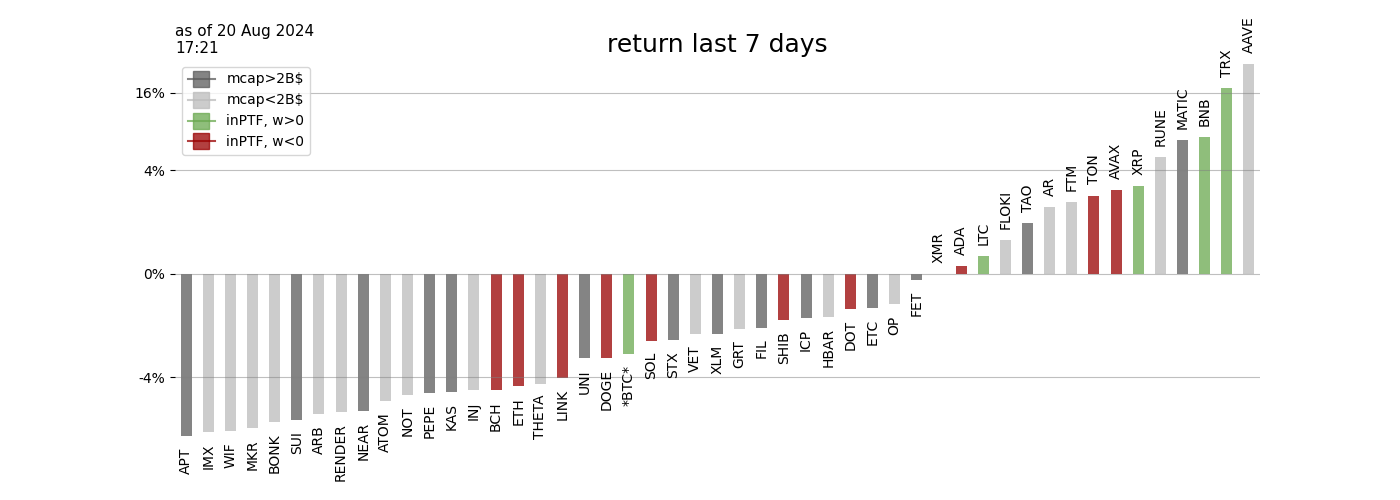 as of 20 Aug 2024
17:21
return last 7 days
mcap>2B$
mcap<2B$
inPTF, w>0
inPTF, w<0
16%
4%
0%
-4%
APT
IMX
WIF
MKR
BONK
SUI
ARB
RENDER
NEAR
ATOM
NOT
PEPE
KAS
INJ
BCH
ETH
THETA
LINK
UNI
DOGE
*BTC*
SOL
STX
VET
XLM
GRT
FIL
SHIB
ICP
HBAR
DOT
ETC
OP
FET
XMR
ADA
LTC
FLOKI
TAO
AR
FTM
TON
AVAX
XRP
RUNE
MATIC
BNB
TRX
AAVE